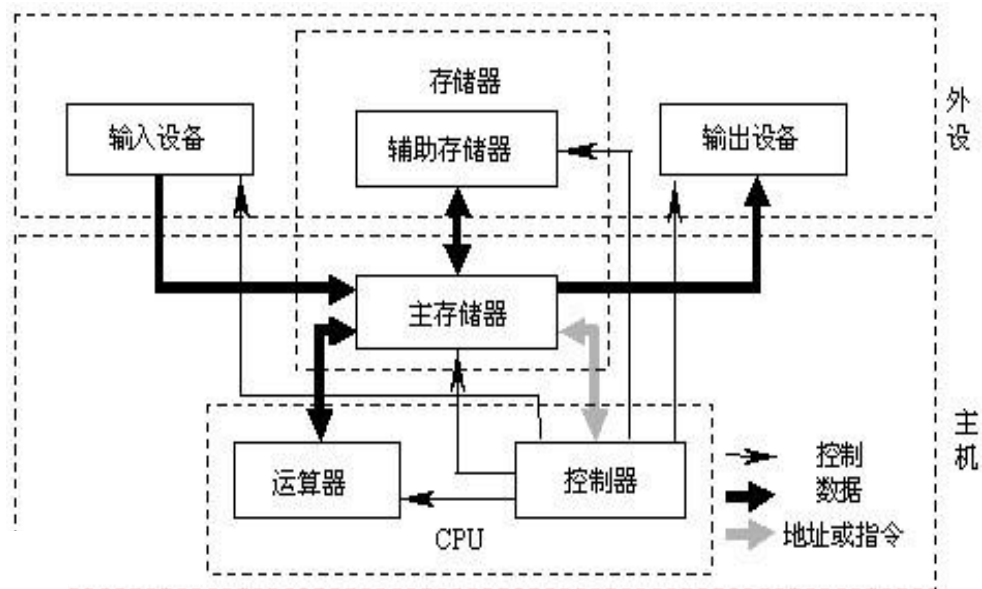 存储器
外设
输入设备
辅助存储器
输出设备
主存储器
主机
运算器
控制器
CPU
控制
数据
地址或指令